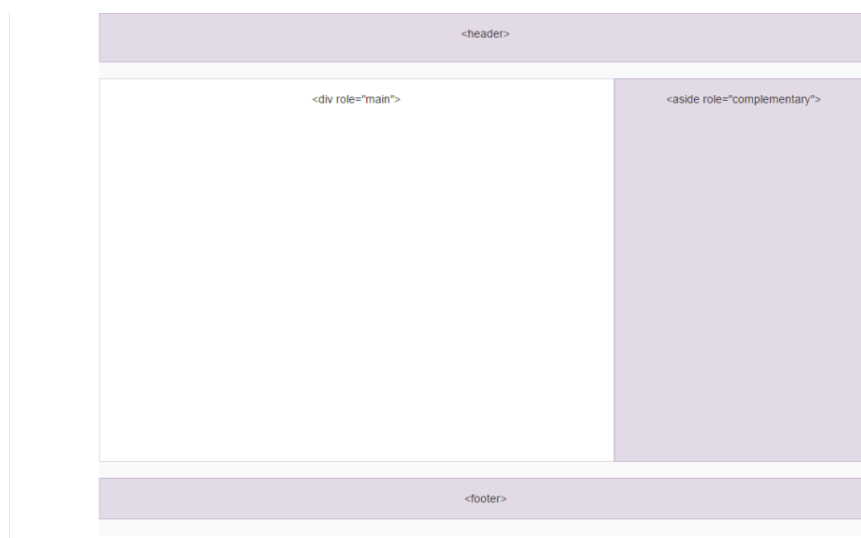 <header>
<div role="main">
<aside role="complementary">
<footer>